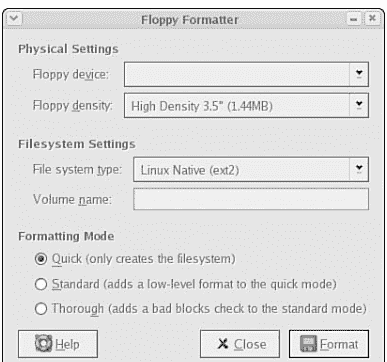 Floppy Formatter
Physical Settings
Floppy device:
Floppy density: High Density 3.5" (1.44MB)
Filesystem Settings
File system type: Linux Native (ext2)
Volume name:
Formatting Mode
Quick (only creates the filesystem)
Standard (adds a low-level format to the quick mode)
Thorough (adds a bad blocks check to the standard mode)
Help Close Format